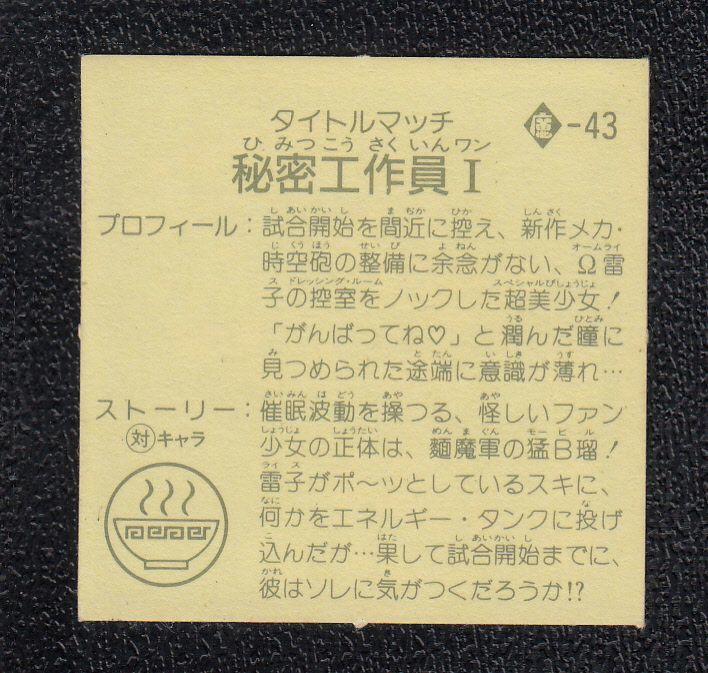 タイトルマッチ
魔-43
ひみつこうさくいんワン
秘密工作員I
プロフィール：試合開始を間近に控え、新作メカ・
時空砲の整備に余念がない、Ω雷
子の控室をノックした超美少女！
「がんばってね♡」と潤んだ瞳に
見つめられた途端に意識が薄れ…
ストーリー：催眠波動を操つる、怪しいファン
対キャラ
少女の正体は、麺魔軍の猛B瑠！
雷子がポ〜ッとしているスキに、
何かをエネルギー・タンクに投げ
込んだが…果して試合開始までに、
彼はソレに気がつくだろうか!?